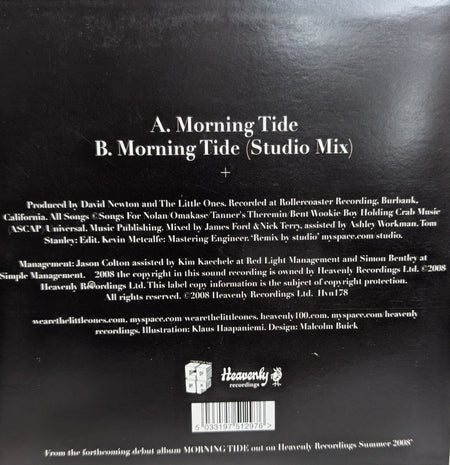 A. Morning Tide
B. Morning Tide (Studio Mix)
+
Produced by David Newton and The Little Ones. Recorded at Rollercoaster Recording, Burbank,
California. All Songs ©Songs For Nolan Omakase/Tanner's Theremin/Bent Wookie/Boy Holding Crab Music
(ASCAP)/Universal. Music Publishing. Mixed by James Ford & Nick Terry, assisted by Ashley Workman. Tom
Stanley: Edit. Kevin Metcalfe: Mastering Engineer. 'Remix by studio' myspace.com/studio.
Management: Jason Colton assisted by Kim Kaechele at Red Light Management and Simon Bentley at
Simple Management. 2008 the copyright in this sound recording is owned by Heavenly Recordings Ltd. ©2008
Heavenly Recordings Ltd. This label copy information is the subject of copyright protection.
All rights reserved. ©2008 Heavenly Recordings Ltd. Hvn178
wearethelittleones.com. myspace.com/wearethelittleones. heavenly100.com. myspace.com/heavenly
recordings. Illustration: Klaus Haapaniemi. Design: Malcolm Buick
Heavenly
recordings
5 033197 512976 >
From the forthcoming debut album MORNING TIDE out on Heavenly Recordings Summer 2008'